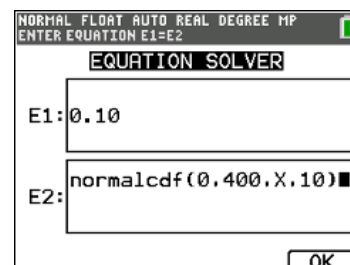 NORMAL FLOAT AUTO REAL DEGREE MP
ENTER EQUATION E1=E2
EQUATION SOLVER
E1:0.10
E2:normalcdf(0,400,X,10)
OK